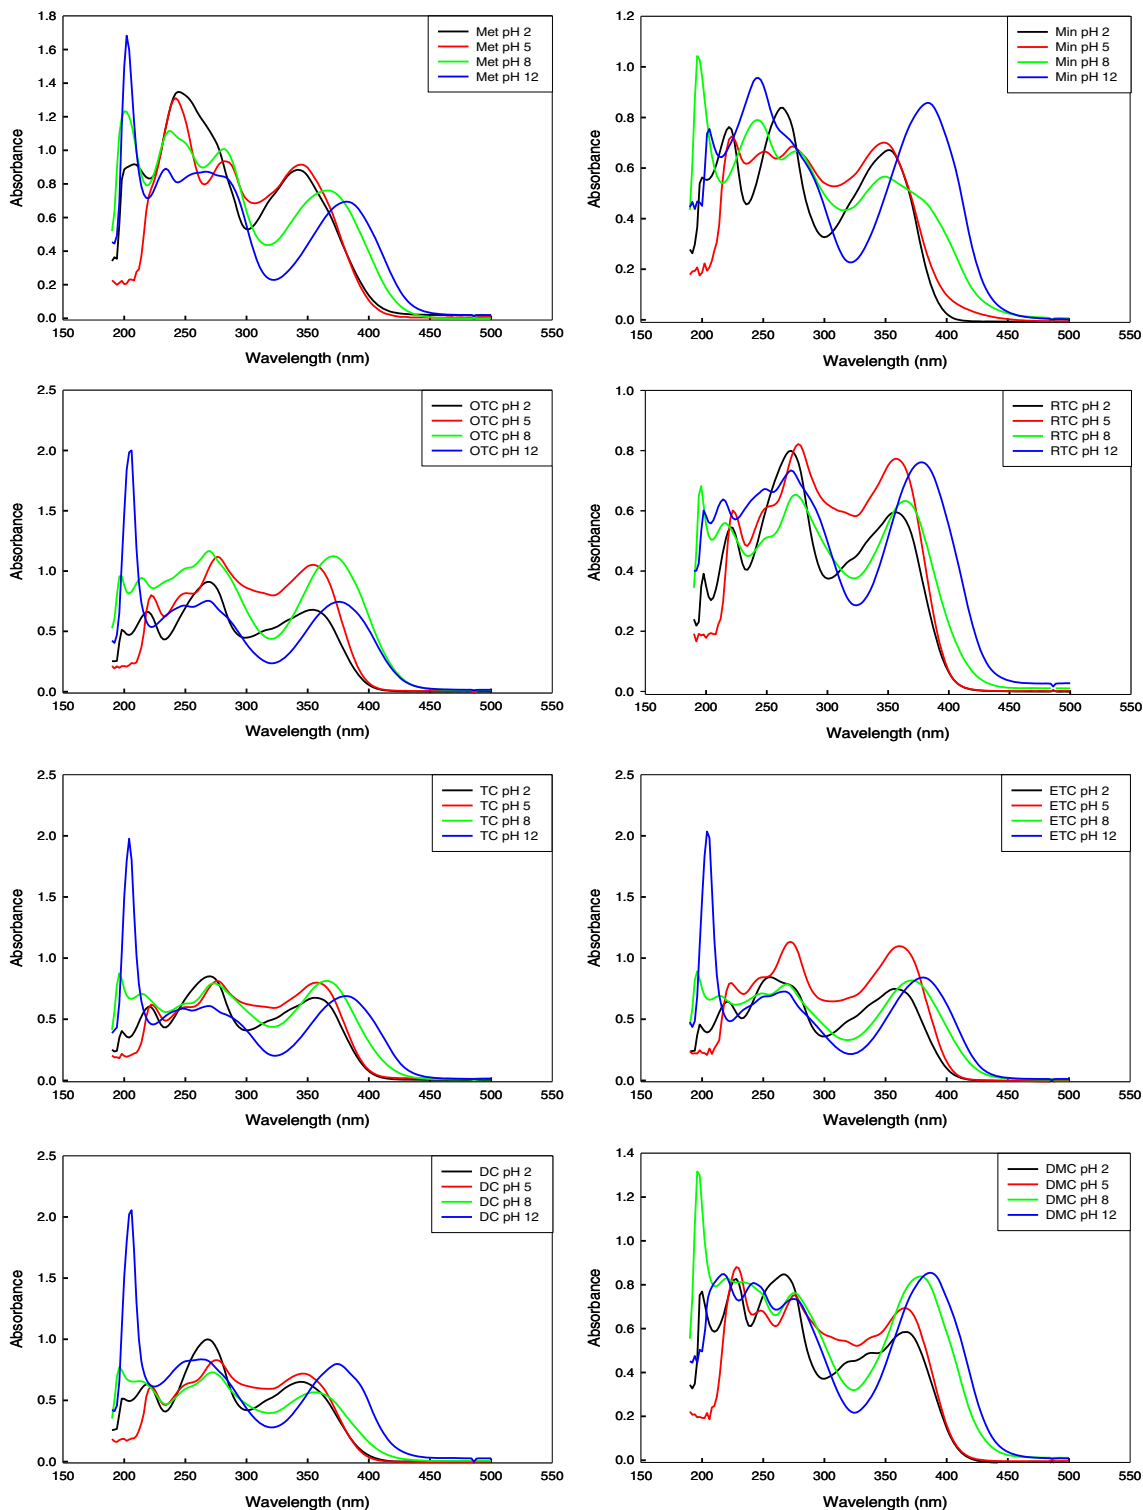 1.8
1.6
1.4
1.2
1.0
0.8
0.6
0.4
0.2
0.0
Absorbance
150 200 250 300 350 400 450 500 550
Wavelength (nm)
Met pH 2
Met pH 5
Met pH 8
Met pH 12
1.2
1.0
0.8
0.6
0.4
0.2
0.0
Absorbance
150 200 250 300 350 400 450 500 550
Wavelength (nm)
Min pH 2
Min pH 5
Min pH 8
Min pH 12
2.5
2.0
1.5
1.0
0.5
0.0
Absorbance
150 200 250 300 350 400 450 500 550
Wavelength (nm)
OTC pH 2
OTC pH 5
OTC pH 8
OTC pH 12
1.0
0.8
0.6
0.4
0.2
0.0
Absorbance
150 200 250 300 350 400 450 500 550
Wavelength (nm)
RTC pH 2
RTC pH 5
RTC pH 8
RTC pH 12
2.5
2.0
1.5
1.0
0.5
0.0
Absorbance
150 200 250 300 350 400 450 500 550
Wavelength (nm)
TC pH 2
TC pH 5
TC pH 8
TC pH 12
2.5
2.0
1.5
1.0
0.5
0.0
Absorbance
150 200 250 300 350 400 450 500 550
Wavelength (nm)
ETC pH 2
ETC pH 5
ETC pH 8
ETC pH 12
2.5
2.0
1.5
1.0
0.5
0.0
Absorbance
150 200 250 300 350 400 450 500 550
Wavelength (nm)
DC pH 2
DC pH 5
DC pH 8
DC pH 12
1.4
1.2
1.0
0.8
0.6
0.4
0.2
0.0
Absorbance
150 200 250 300 350 400 450 500 550
Wavelength (nm)
DMC pH 2
DMC pH 5
DMC pH 8
DMC pH 12